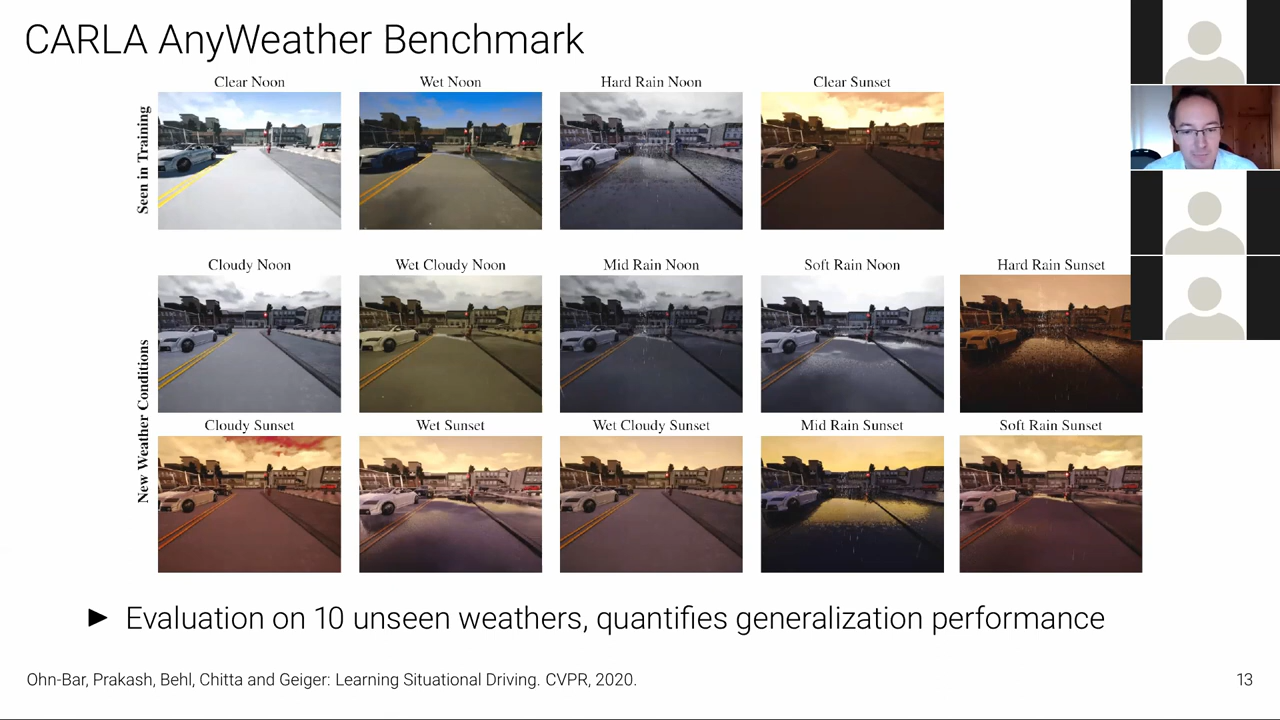 CARLA AnyWeather Benchmark
Clear Noon
Wet Noon
Hard Rain Noon
Clear Sunset
Seen in Training
Cloudy Noon
Wet Cloudy Noon
Mid Rain Noon
Soft Rain Noon
Hard Rain Sunset
New Weather Conditions
Cloudy Sunset
Wet Sunset
Wet Cloudy Sunset
Mid Rain Sunset
Soft Rain Sunset
► Evaluation on 10 unseen weathers, quantifies generalization performance
Ohn-Bar, Prakash, Behl, Chitta and Geiger: Learning Situational Driving. CVPR, 2020.
13